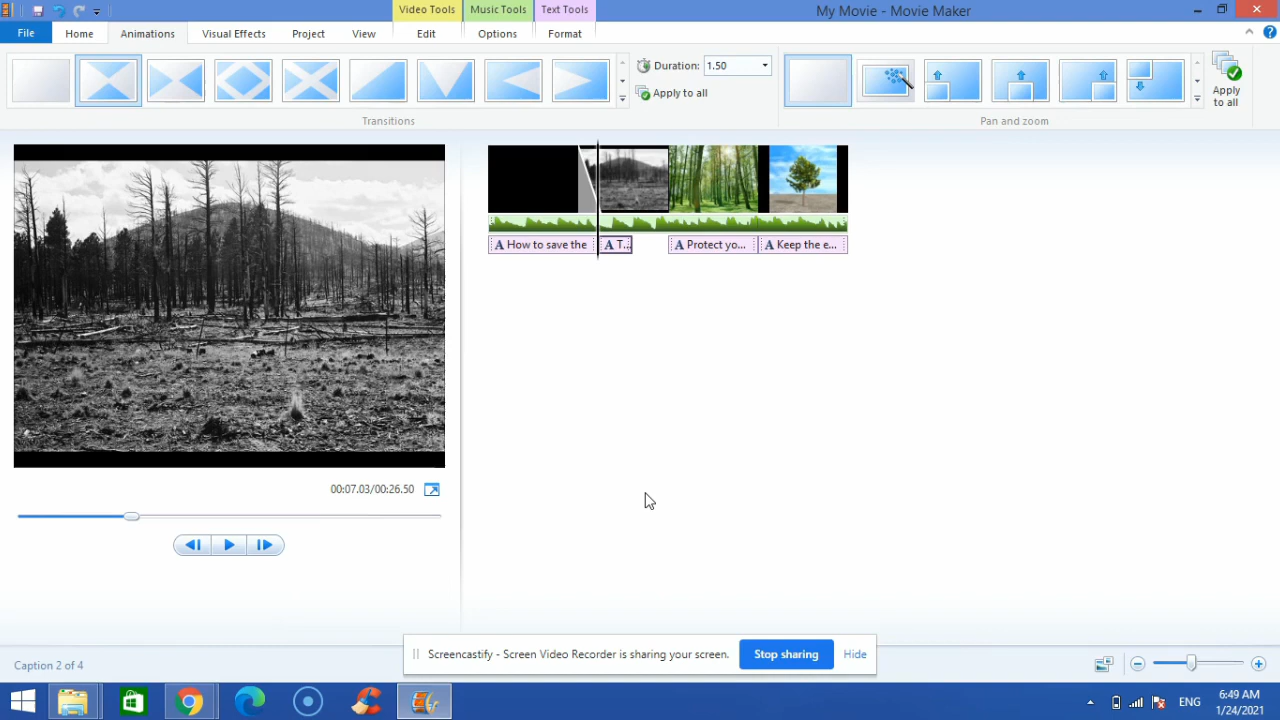 Video Tools
Music Tools
Text Tools
My Movie - Movie Maker
File
Home
Animations
Visual Effects
Project
View
Edit
Options
Format
Duration:
1.50
Apply to all
Apply
to all
Transitions
Pan and zoom
A How to save the
A T...
A Protect yo...
A Keep the e...
00:07.03/00:26.50
Screencastify - Screen Video Recorder is sharing your screen.
Stop sharing
Hide
Caption 2 of 4
ENG
6:49 AM
1/24/2021